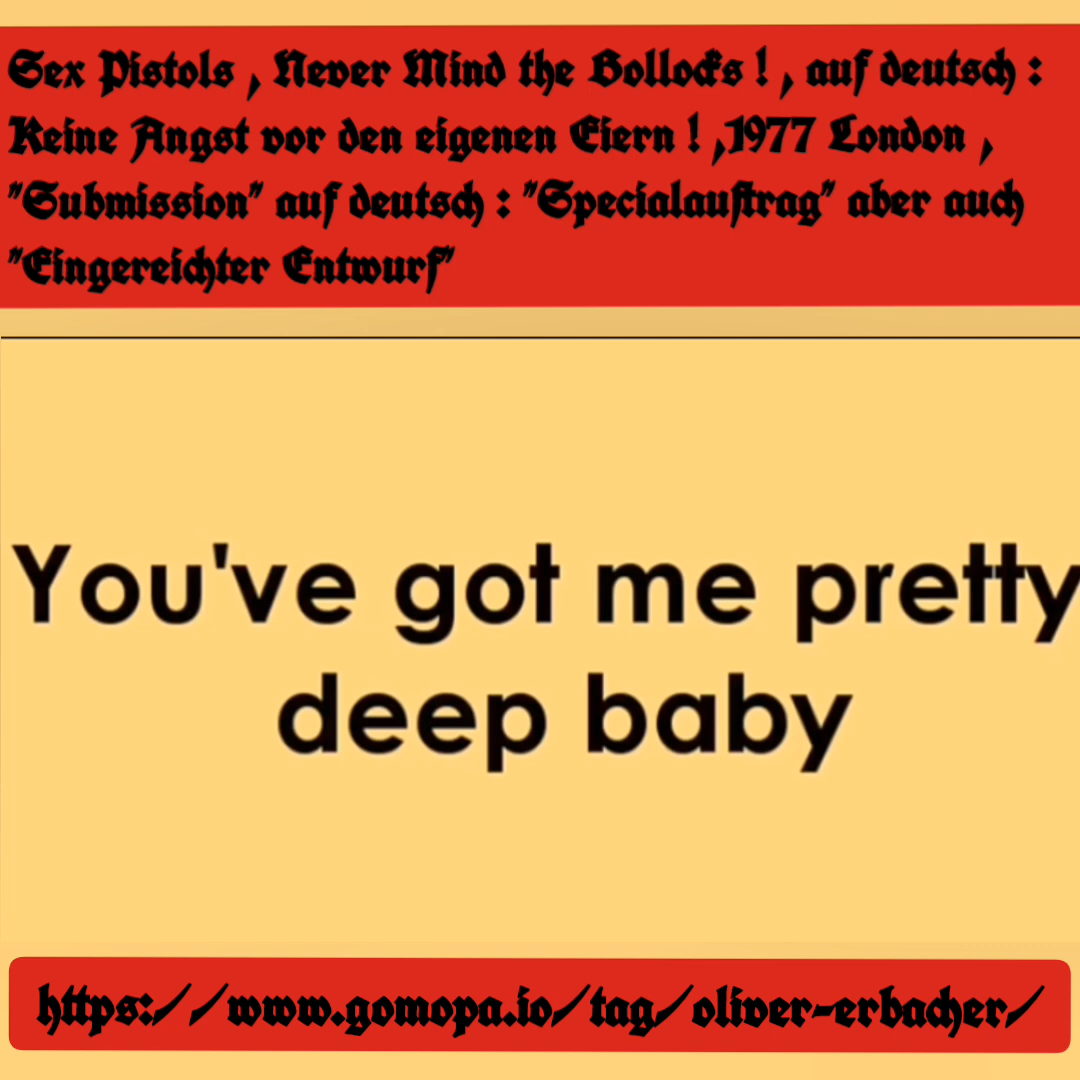 Sex Pistols , Never Mind the Bollocks ! , auf deutsch :
Keine Angst vor den eigenen Eiern ! ,1977 London ,
"Submission" auf deutsch : "Specialauftrag" aber auch
"Eingereichter Entwurf"
You've got me pretty
deep baby
https://www.gomopa.io/tag/oliver-erbacher/